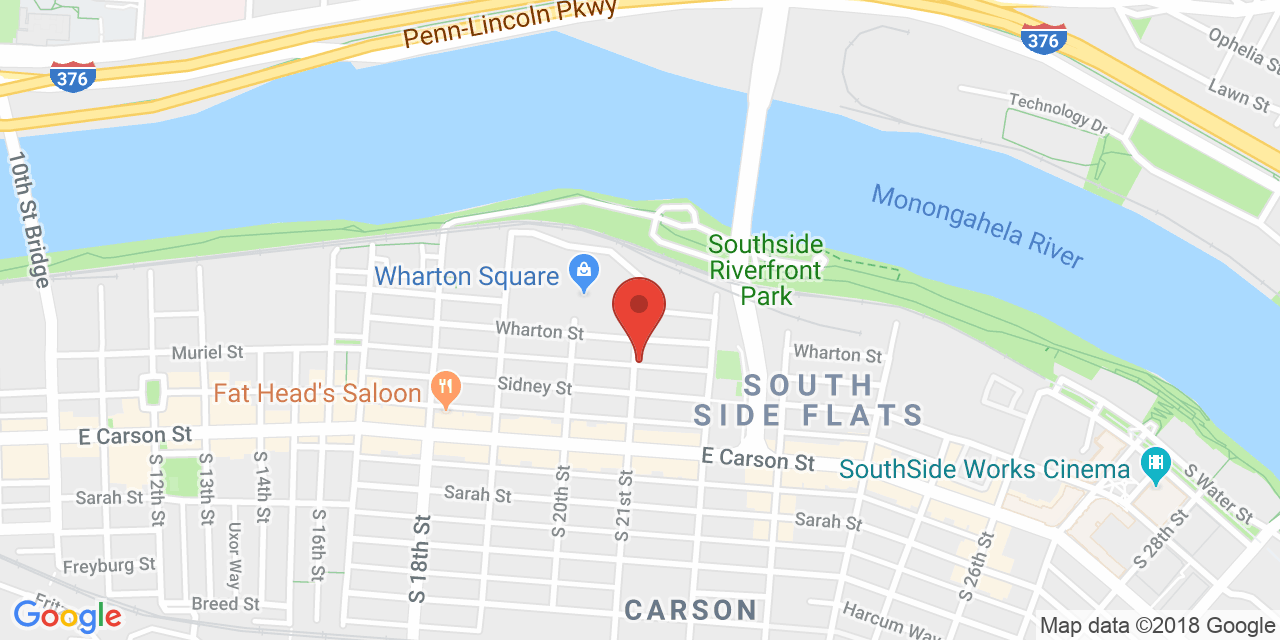 Penn-Lincoln Pkwy
376
376
Ophelia St
Lawn St
Technology Dr
10th St Bridge
Monongahela River
Southside
Riverfront
Park
Wharton Square
Wharton St
Muriel St
Wharton St
Sidney St
Fat Head's Saloon
SOUTH
SIDE FLATS
E Carson St
E Carson St
SouthSide Works Cinema
S 12th St
S 13th St
S 14th St
S 16th St
S 18th St
S 20th St
S 21st St
S 26th St
S 28th St
S Water St
Sarah St
Sarah St
Sarah St
Uxor Way
Freyburg St
Breed St
Harcum Way
CARSON
Google
Map data ©2018 Google